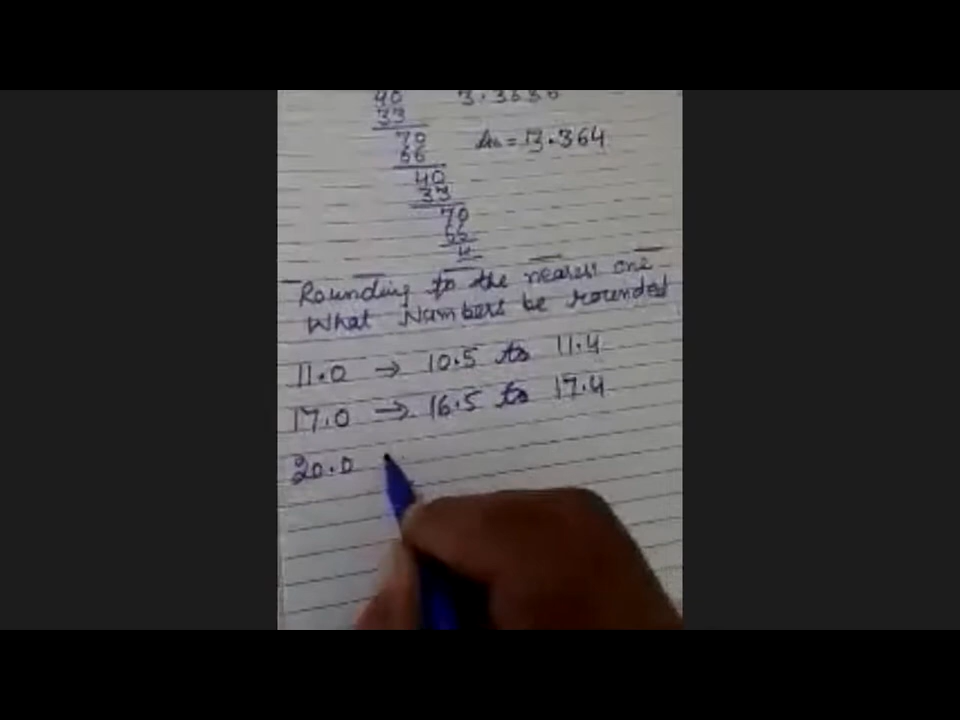 40
33
70
66
40
33
70
66
4
Ans = 3.364
Rounding to the nearest one
What Numbers be rounded
11.0 → 10.5 to 11.4
17.0 → 16.5 to 17.4
20.0